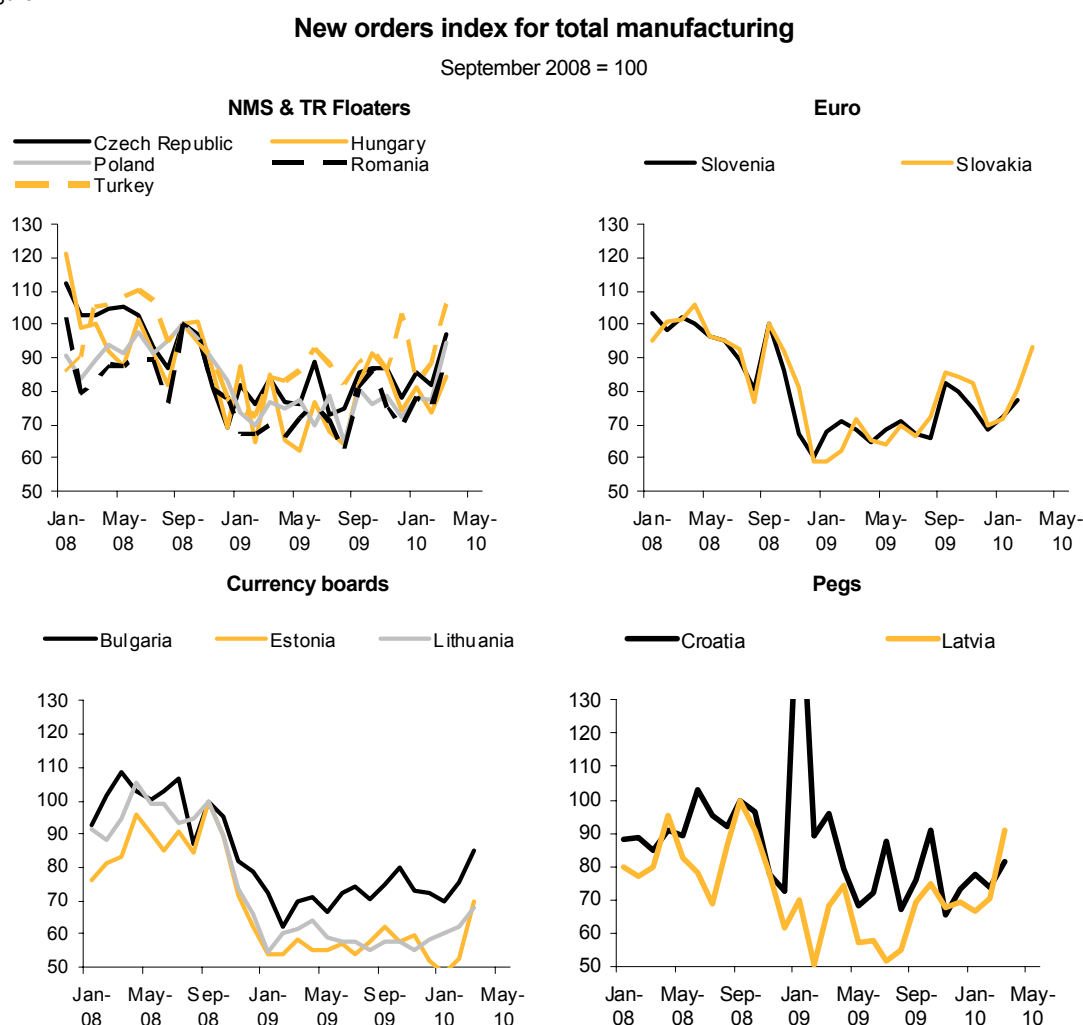 New orders index for total manufacturing
September 2008 = 100
NMS & TR Floaters
Czech Republic Hungary
Poland Romania
Turkey
130
120
110
100
90
80
70
60
50
Jan- May- Sep- Jan- May- Sep- Jan- May-
08 08 08 09 09 09 10 10
Euro
Slovenia Slovakia
130
120
110
100
90
80
70
60
50
Jan- May- Sep- Jan- May- Sep- Jan- May-
08 08 08 09 09 09 10 10
Currency boards
Bulgaria Estonia Lithuania
130
120
110
100
90
80
70
60
50
Jan- May- Sep- Jan- May- Sep- Jan- May-
08 08 08 09 09 09 10 10
Pegs
Croatia Latvia
130
120
110
100
90
80
70
60
50
Jan- May- Sep- Jan- May- Sep- Jan- May-
08 08 08 09 09 09 10 10